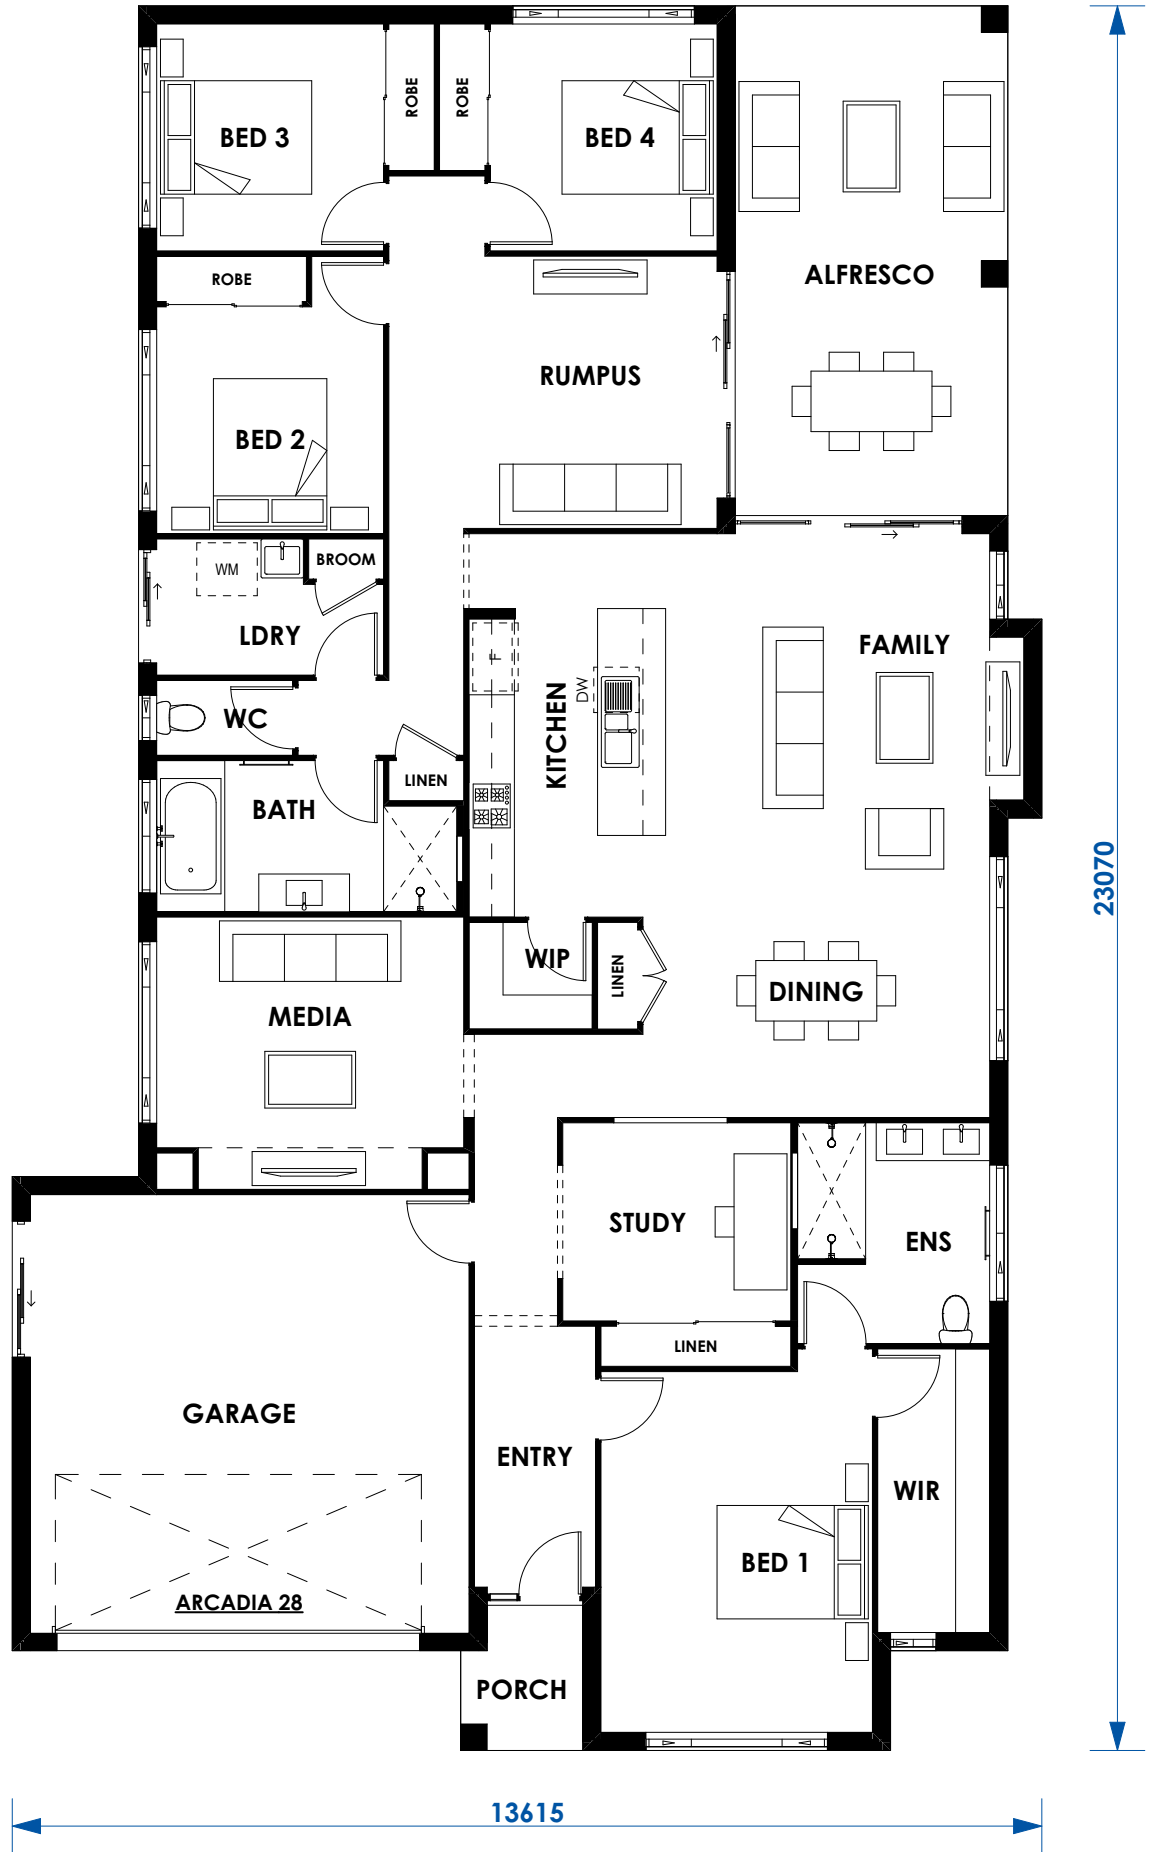 BED 3
ROBE
ROBE
BED 4
ALFRESCO
ROBE
RUMPUS
BED 2
WM
BROOM
LDRY
FAMILY
F
KITCHEN
DW
WC
LINEN
BATH
23070
WIP
LINEN
DINING
MEDIA
STUDY
ENS
LINEN
GARAGE
ENTRY
WIR
BED 1
ARCADIA 28
PORCH
13615